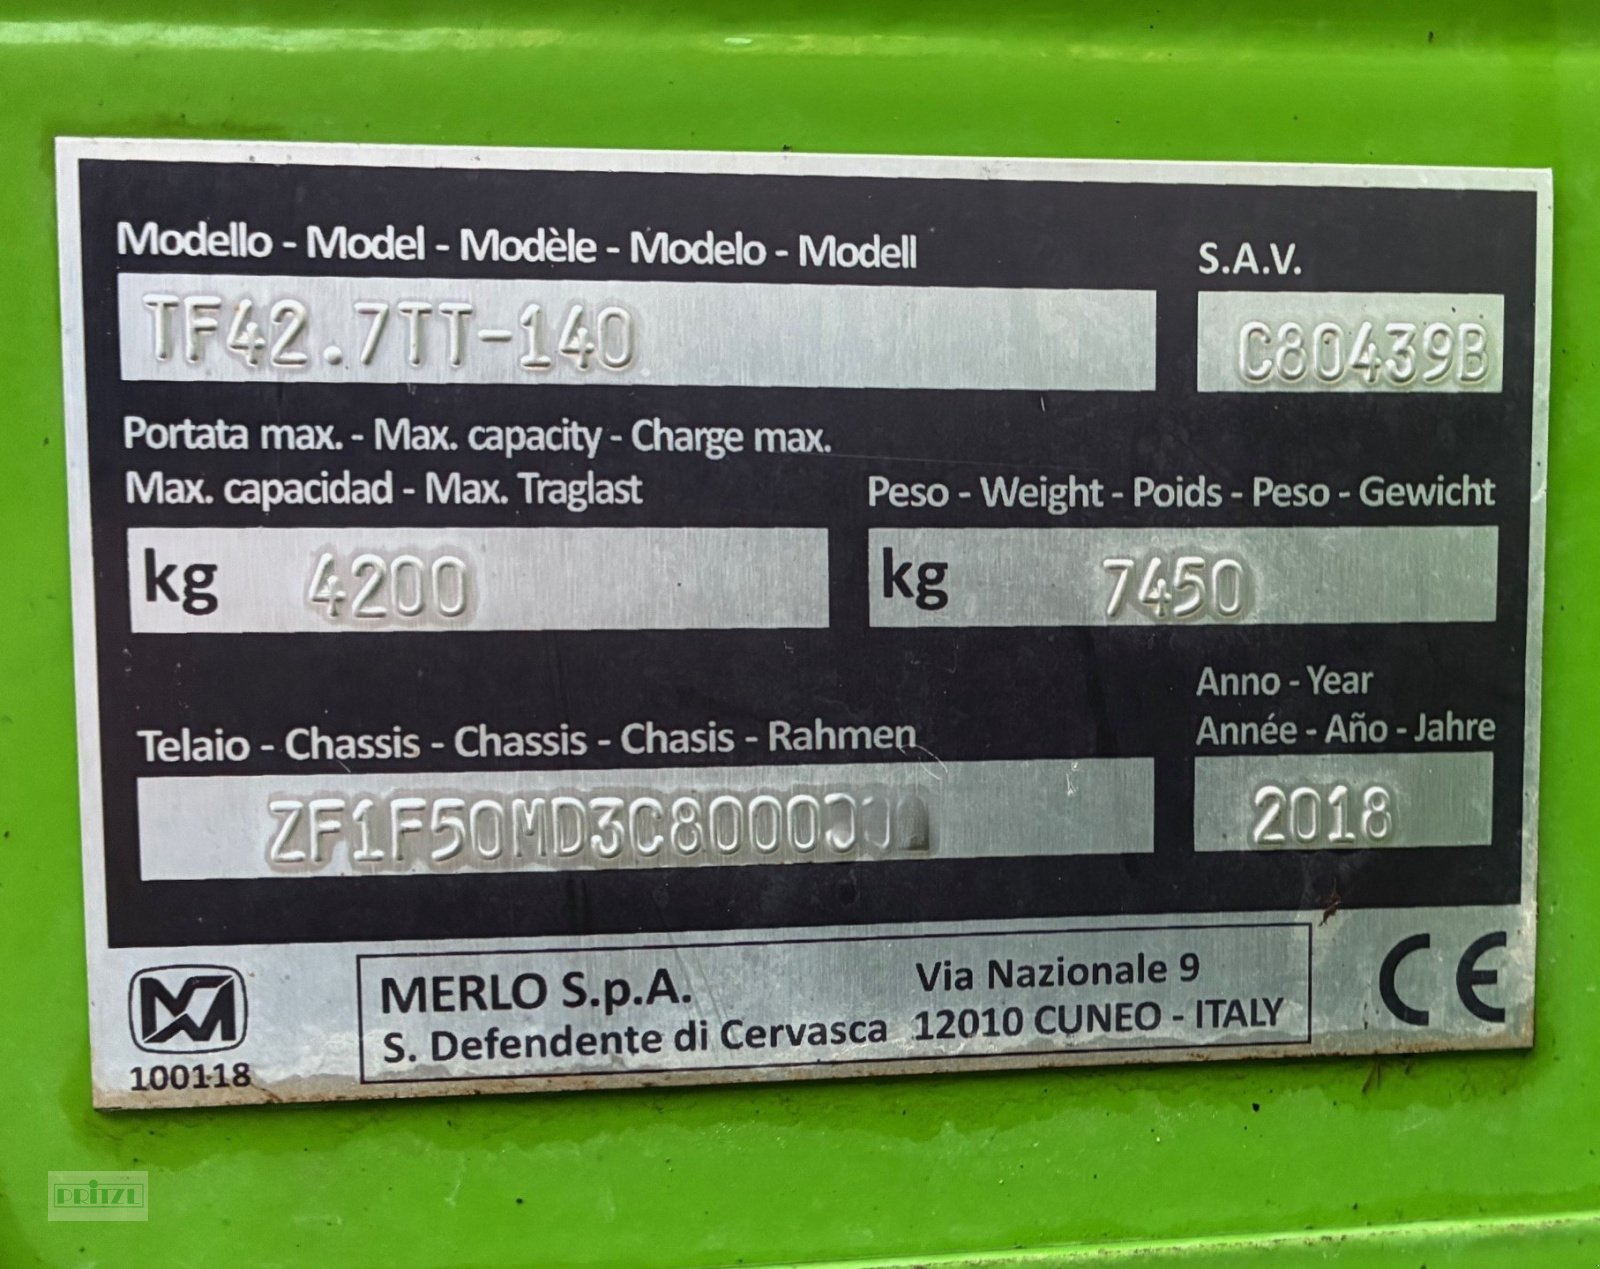 Modello - Model - Modèle - Modelo - Modell
S.A.V.
TF42.7TT-140
C80439B
Portata max. - Max. capacity - Charge max.
Max. capacidad - Max. Traglast
Peso - Weight - Poids - Peso - Gewicht
kg 4200
kg 7450
Anno - Year
Année - Año - Jahre
Telaio - Chassis - Chassis - Chasis - Rahmen
2018
MERLO S.p.A.
S. Defendente di Cervasca
Via Nazionale 9
12010 CUNEO - ITALY
CE
100118
PRITZL